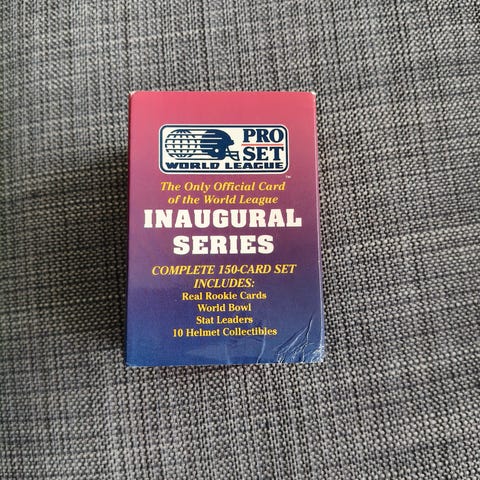 PRO
SET
WORLD LEAGUE
TM
The Only Official Card
of the World League
INAUGURAL
SERIES
COMPLETE 150-CARD SET
INCLUDES:
Real Rookie Cards
World Bowl
Stat Leaders
10 Helmet Collectibles